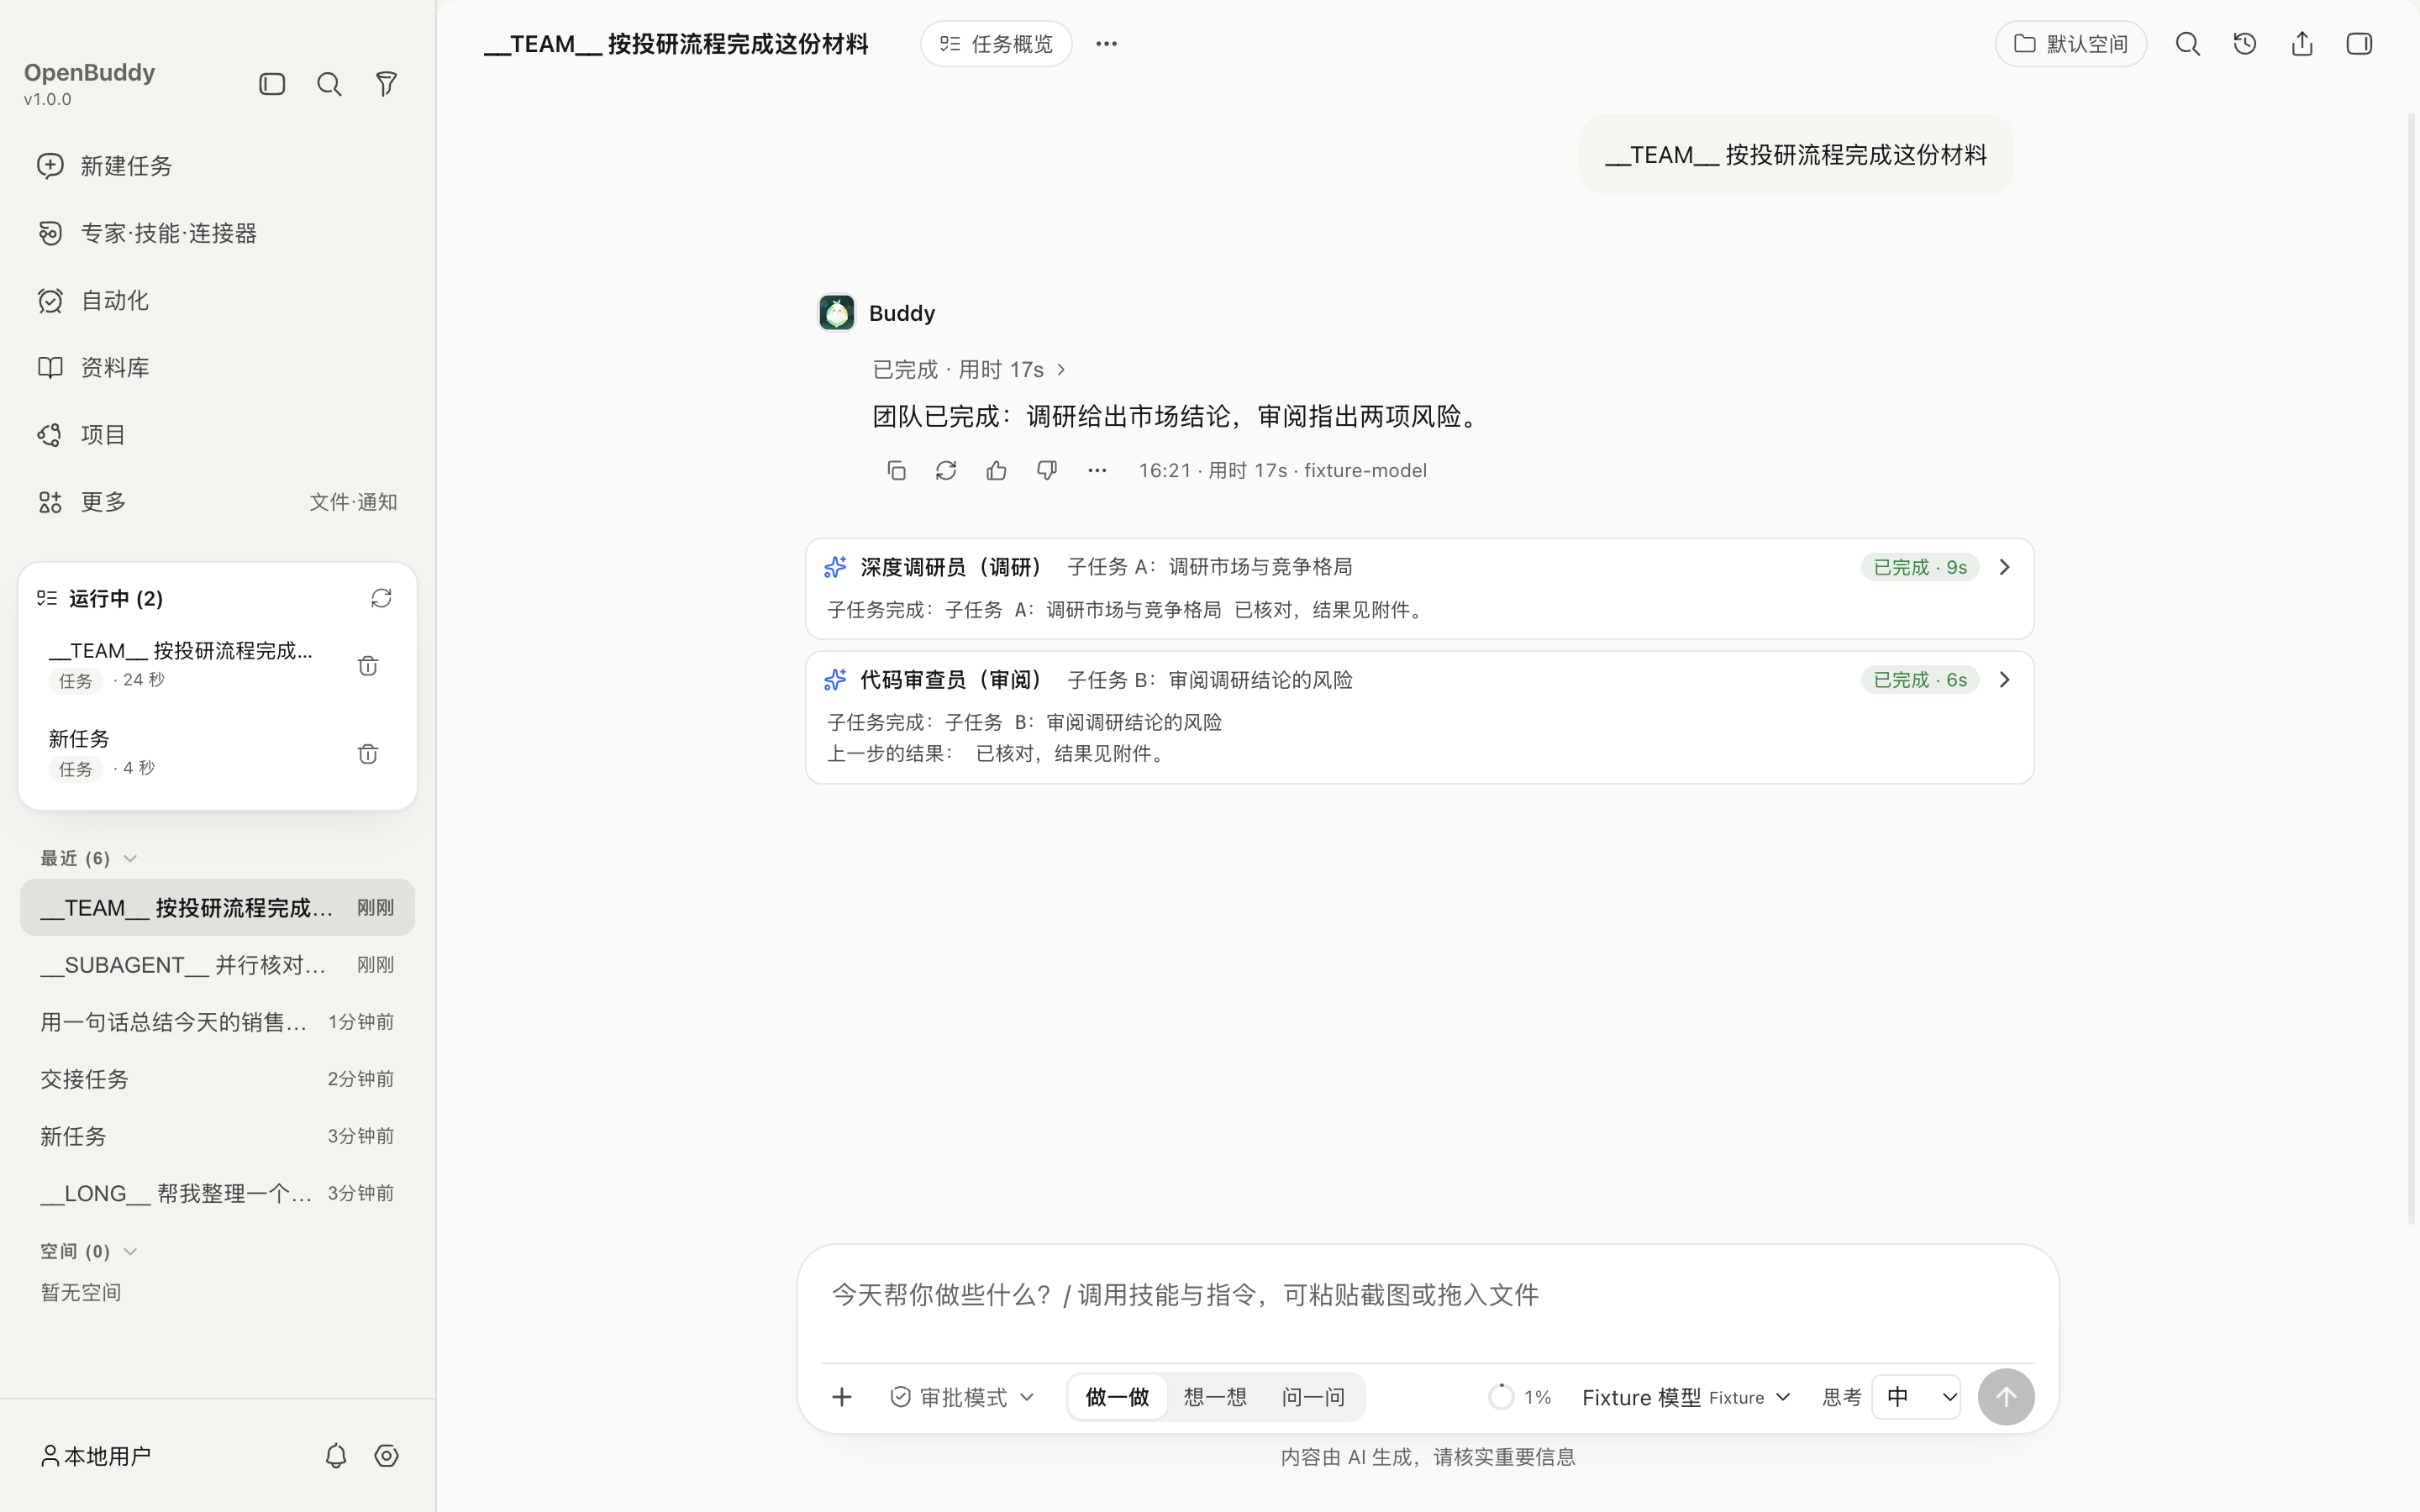 OpenBuddy
v1.0.0
新建任务
专家·技能·连接器
自动化
资料库
项目
更多 文件·通知
运行中 (2)
__TEAM__ 按投研流程完成...
任务 · 24 秒
新任务
任务 · 4 秒
最近 (6)
__TEAM__ 按投研流程完成... 刚刚
__SUBAGENT__ 并行核对... 刚刚
用一句话总结今天的销售... 1分钟前
交接任务 2分钟前
新任务 3分钟前
__LONG__ 帮我整理一个... 3分钟前
空间 (0)
暂无空间
本地用户
__TEAM__ 按投研流程完成这份材料 任务概览 默认空间
__TEAM__ 按投研流程完成这份材料
Buddy
已完成 · 用时 17s
团队已完成：调研给出市场结论，审阅指出两项风险。
16:21 · 用时 17s · fixture-model
深度调研员（调研） 子任务 A：调研市场与竞争格局 已完成 · 9s
子任务完成：子任务 A：调研市场与竞争格局 已核对，结果见附件。
代码审查员（审阅） 子任务 B：审阅调研结论的风险 已完成 · 6s
子任务完成：子任务 B：审阅调研结论的风险
上一步的结果： 已核对，结果见附件。
今天帮你做些什么？/ 调用技能与指令，可粘贴截图或拖入文件
审批模式 做一做 想一想 问一问 1% Fixture 模型 Fixture 思考 中
内容由 AI 生成，请核实重要信息